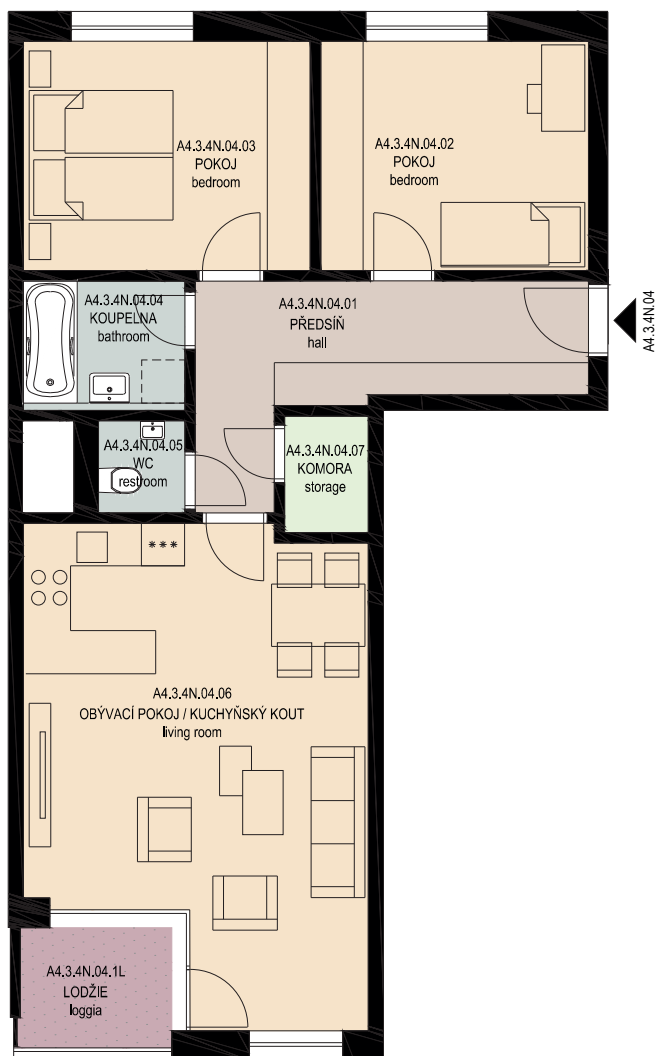 A4.3.4N.04.03
POKOJ
bedroom
A4.3.4N.04.02
POKOJ
bedroom
A4.3.4N.04.04
KOUPELNA
bathroom
A4.3.4N.04.01
PŘEDSÍŇ
hall
A4.3.4N.04
A4.3.4N.04.05
WC
restroom
A4.3.4N.04.07
KOMORA
storage
***
A4.3.4N.04.06
OBÝVACÍ POKOJ / KUCHYŇSKÝ KOUT
living room
A4.3.4N.04.1L
LODŽIE
loggia